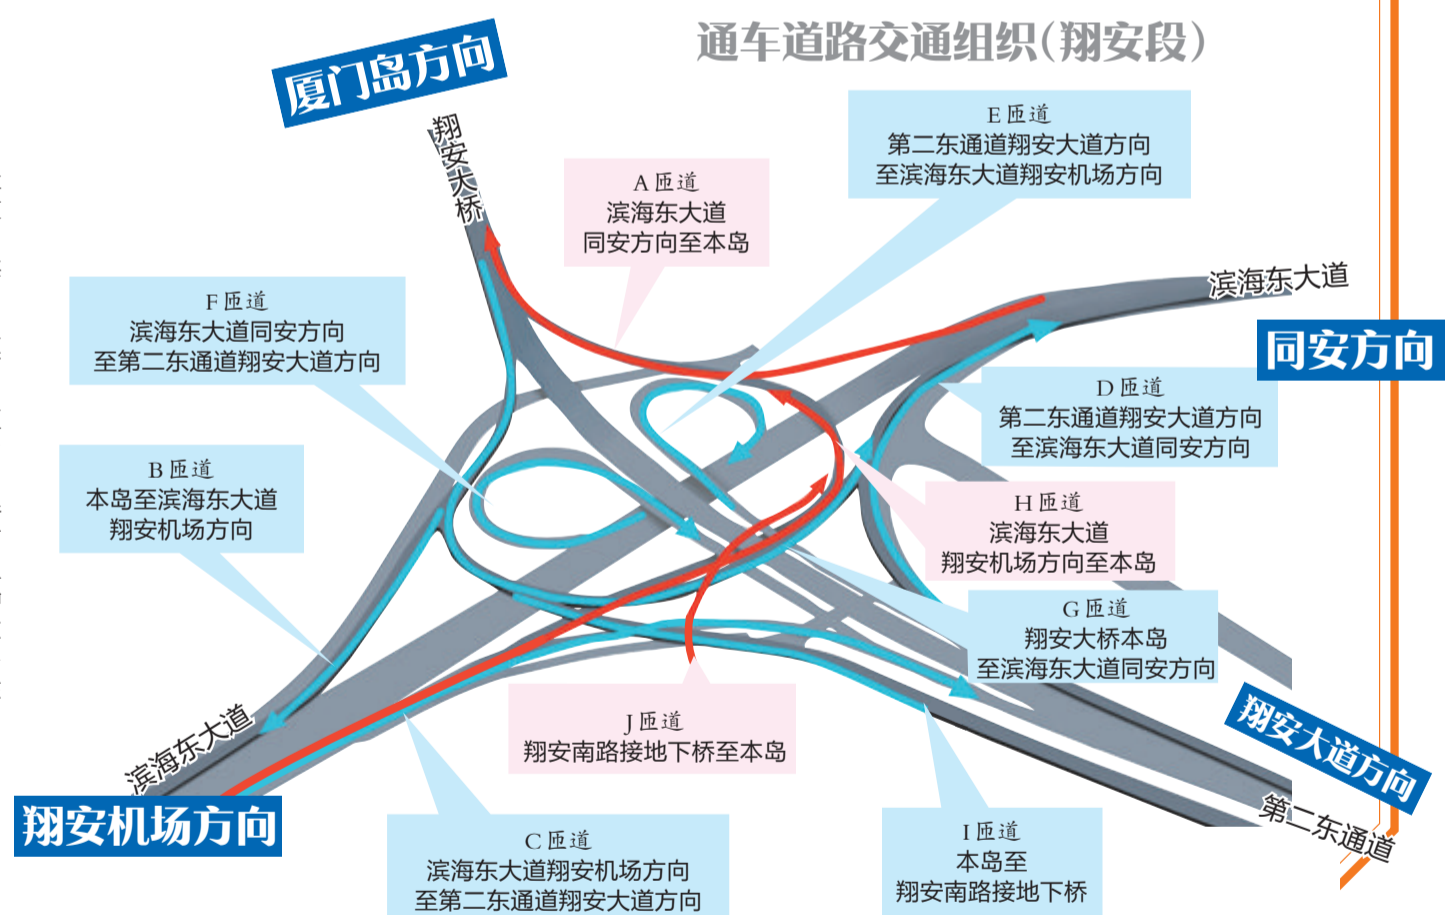 通车道路交通组织(翔安段)
厦门岛方向
翔安大桥
E匝道
第二东通道翔安大道方向
至滨海东大道翔安机场方向
A匝道
滨海东大道
同安方向至本岛
滨海东大道
同安方向
F匝道
滨海东大道同安方向
至第二东通道翔安大道方向
D匝道
第二东通道翔安大道方向
至滨海东大道同安方向
B匝道
本岛至滨海东大道
翔安机场方向
H匝道
滨海东大道
翔安机场方向至本岛
G匝道
翔安大桥本岛
至滨海东大道同安方向
J匝道
翔安南路接地下桥至本岛
滨海东大道
翔安机场方向
翔安大道方向
第二东通道
C匝道
滨海东大道翔安机场方向
至第二东通道翔安大道方向
I匝道
本岛至
翔安南路接地下桥